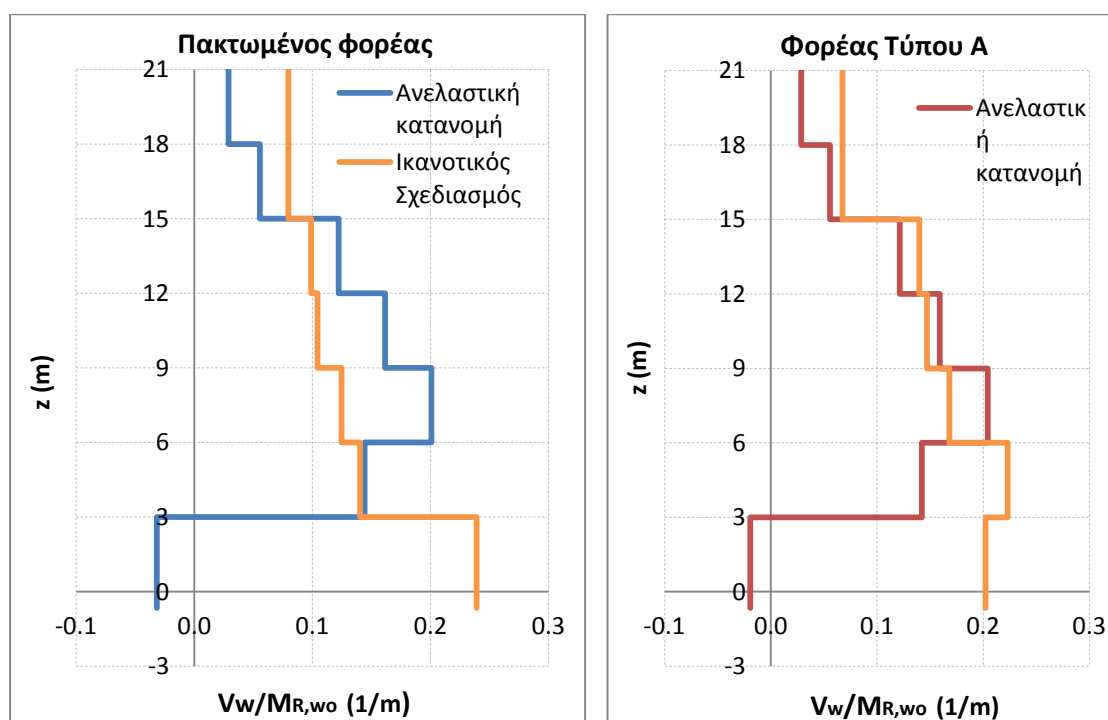 Πακτωμένος φορέας
21
18
15
12
9
6
3
0
-3
-0.1
0.0
0.1
0.2
0.3
z (m)
Vw/MR,wo (1/m)
Ανελαστική
κατανομή
Ικανοτικός
Σχεδιασμός
Φορέας Τύπου Α
21
18
15
12
9
6
3
0
-3
-0.1
0.0
0.1
0.2
0.3
z (m)
Vw/MR,wo (1/m)
Ανελαστικ
ή
κατανομή